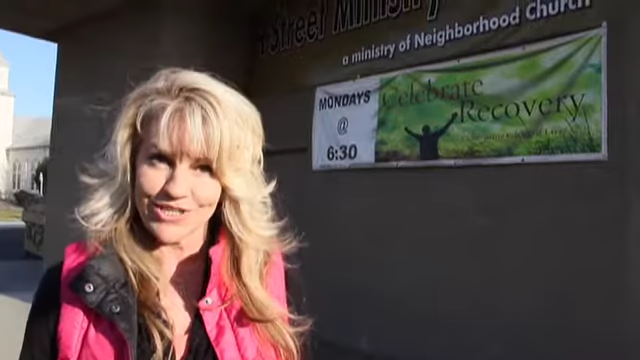 Street Ministry
a ministry of Neighborhood Church
MONDAYS
@
6:30
Celebrate
Recovery